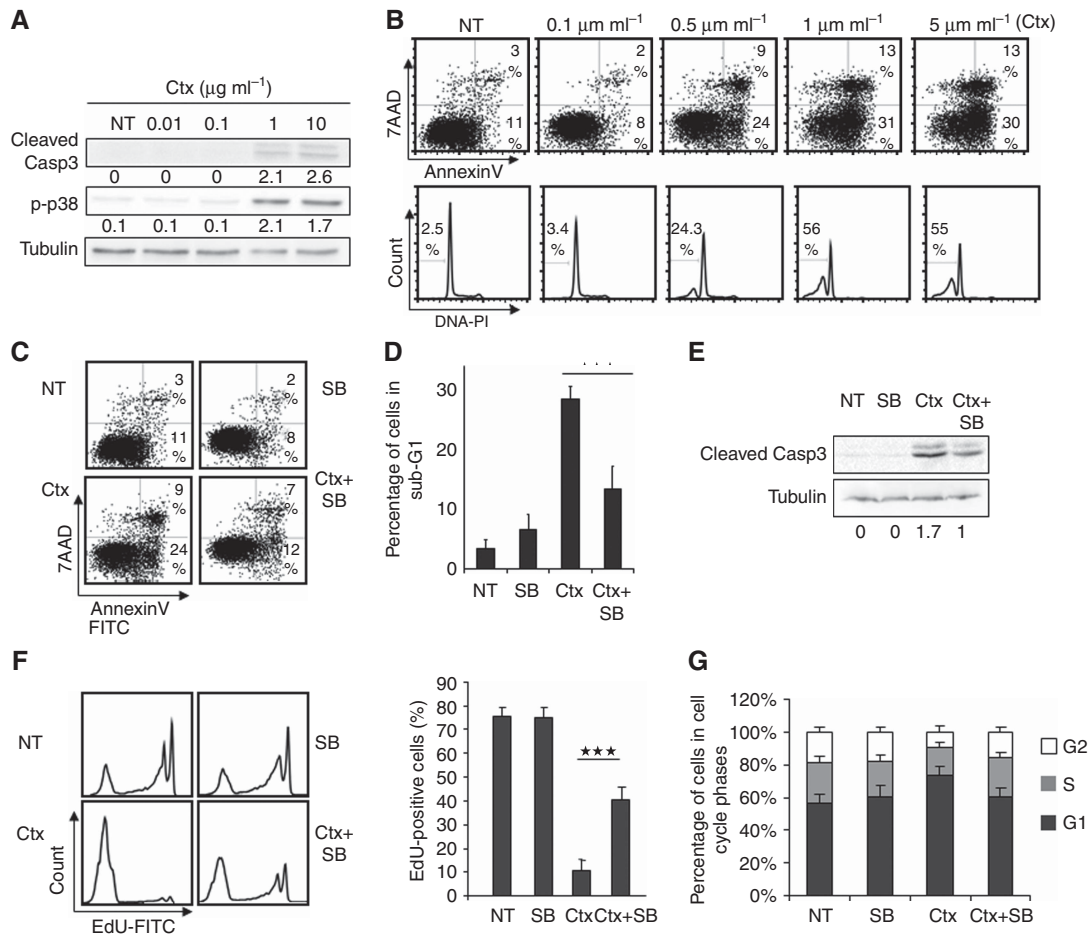 A
Ctx (μg ml⁻¹)
NT 0.01 0.1 1 10
Cleaved
Casp3
0 0 0 2.1 2.6
p-p38
0.1 0.1 0.1 2.1 1.7
Tubulin
B
NT 0.1 μm ml⁻¹ 0.5 μm ml⁻¹ 1 μm ml⁻¹ 5 μm ml⁻¹ (Ctx)
3 % 2 % 9 % 13 % 13 %
11 % 8 % 24 % 31 % 30 %
7AAD
AnnexinV
2.5 % 3.4 % 24.3 % 56 % 55 %
Count
DNA-PI
C
NT 3 % 2 % SB
11 % 8 %
Ctx 9 % 7 % Ctx+
SB
24 % 12 %
7AAD
AnnexinV
FITC
D
Percentage of cells in
sub-G1
30
20
10
0
NT SB Ctx Ctx+
SB
E
NT SB Ctx Ctx+
SB
Cleaved Casp3
Tubulin
0 0 1.7 1
F
NT SB
Ctx Ctx+
SB
Count
EdU-FITC
EdU-positive cells (%)
90
80
70
60
50
40
30
20
10
0
★★★
NT SB Ctx Ctx+SB
G
Percentage of cells in cell
cycle phases
120%
100%
80%
60%
40%
20%
0%
NT SB Ctx Ctx+SB
G2
S
G1